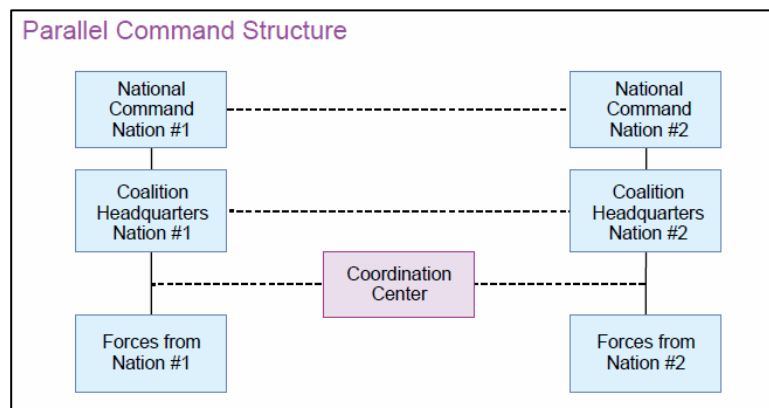 Parallel Command Structure
National
Command
Nation #1
National
Command
Nation #2
Coalition
Headquarters
Nation #1
Coalition
Headquarters
Nation #2
Coordination
Center
Forces from
Nation #1
Forces from
Nation #2